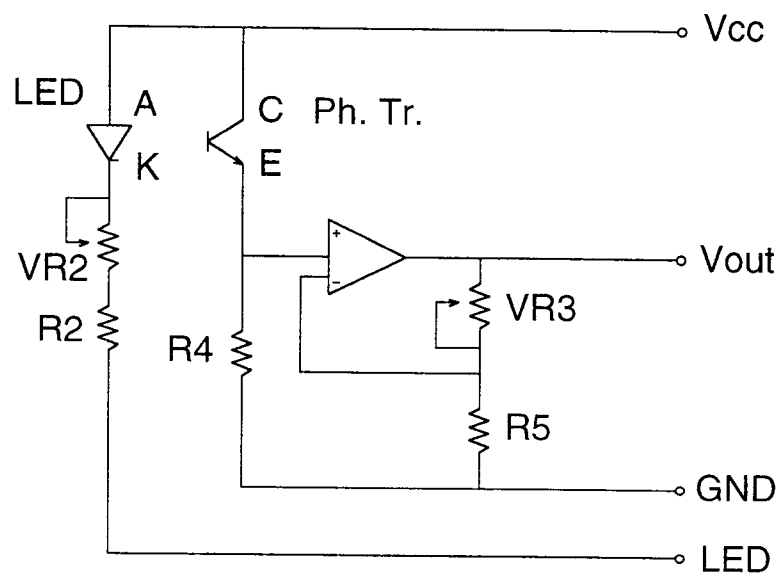 Vcc
LED
A
C
Ph. Tr.
K
E
+
Vout
-
VR2
VR3
R2
R4
R5
GND
LED